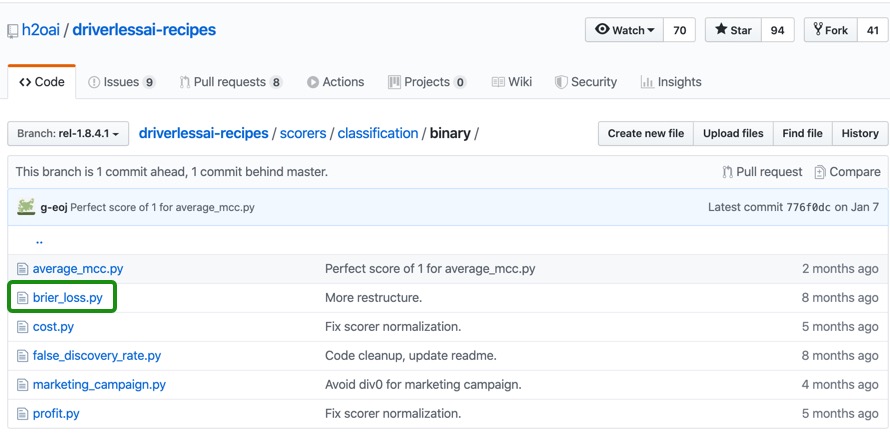 h2oai / driverlessai-recipes Watch 70 Star 94 Fork 41
Code Issues 9 Pull requests 8 Actions Projects 0 Wiki Security Insights
Branch: rel-1.8.4.1 driverlessai-recipes / scorers / classification / binary / Create new file Upload files Find file History
This branch is 1 commit ahead, 1 commit behind master. Pull request Compare
g-eoj Perfect score of 1 for average_mcc.py Latest commit 776f0dc on Jan 7
..
average_mcc.py Perfect score of 1 for average_mcc.py 2 months ago
brier_loss.py More restructure. 8 months ago
cost.py Fix scorer normalization. 5 months ago
false_discovery_rate.py Code cleanup, update readme. 8 months ago
marketing_campaign.py Avoid div0 for marketing campaign. 4 months ago
profit.py Fix scorer normalization. 5 months ago